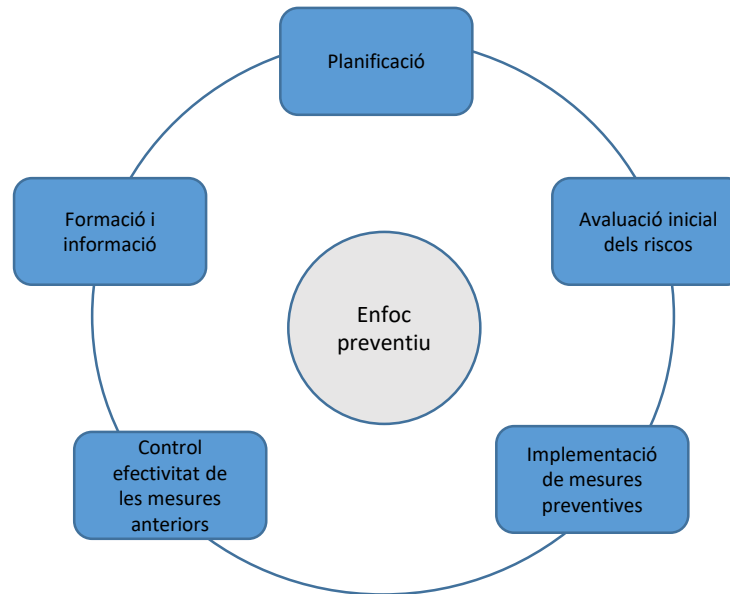 Planificació
Avaluació inicial
dels riscos
Implementació
de mesures
preventives
Control
efectivitat de
les mesures
anteriors
Formació i
informació
Enfoc
preventiu